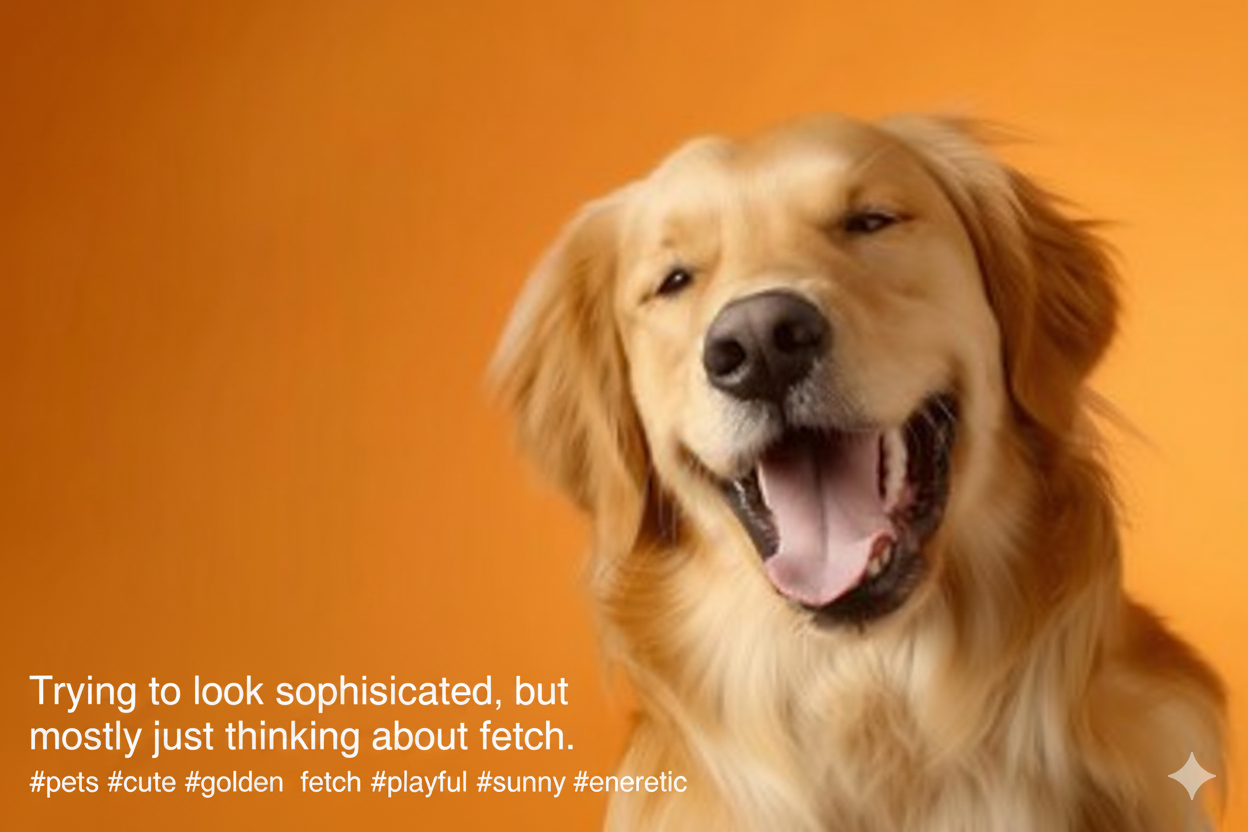 Trying to look sophisicated, but
mostly just thinking about fetch.
#pets #cute #golden  fetch #playful #sunny #eneretic